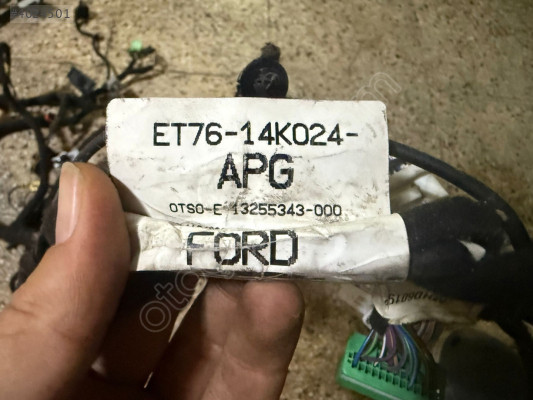 ET76-14K024-
APG
OTSO-E 13255343-000
FORD